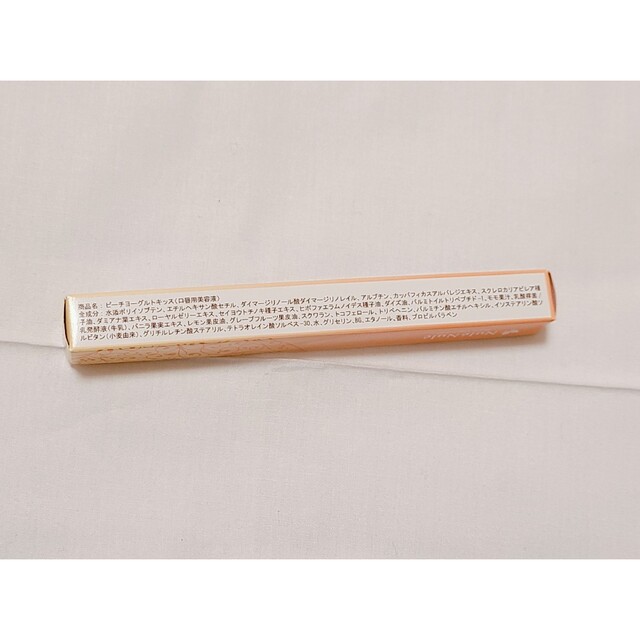 商品名：ピーチヨーグルトキッス（口唇用美容液）
全成分：水添ポリイソブテン、エチルヘキサン酸セチル、ダイマージリノール酸ダイマージリノレイル、アルブチン、カッパフィカスアルバレジエキス、スクレロカリアビレア種
子油、ダミアナ葉エキス、ローヤルゼリーエキス、セイヨウトチノキ種子エキス、ヒポファエラムノイデス種子油、ダイズ油、パルミトイルトリペプチド-1、モモ果汁、乳酸桿菌/
乳発酵液（牛乳）、バニラ果実エキス、レモン果皮油、グレープフルーツ果皮油、スクワラン、トコフェロール、トリベヘニン、パルミチン酸エチルヘキシル、イソステアリン酸ソ
ルビタン（小麦由来）、グリチルレチン酸ステアリル、テトラオレイン酸ソルベス-30、水、グリセリン、BG、エタノール、香料、プロピルパラベン